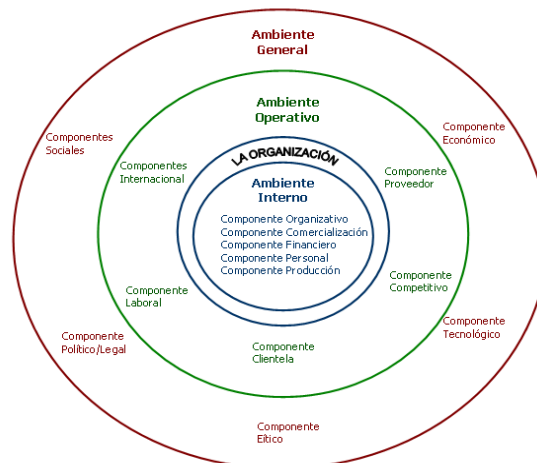 Ambiente
General
Ambiente
Operativo
LA ORGANIZACIÓN
Ambiente
Interno
Componente Organizativo
Componente Comercialización
Componente Financiero
Componente Personal
Componente Producción
Componentes
Sociales
Componente
Económico
Componentes
Internacional
Componente
Proveedor
Componente
Laboral
Componente
Competitivo
Componente
Clientela
Componente
Político/Legal
Componente
Tecnológico
Componente
Eítico